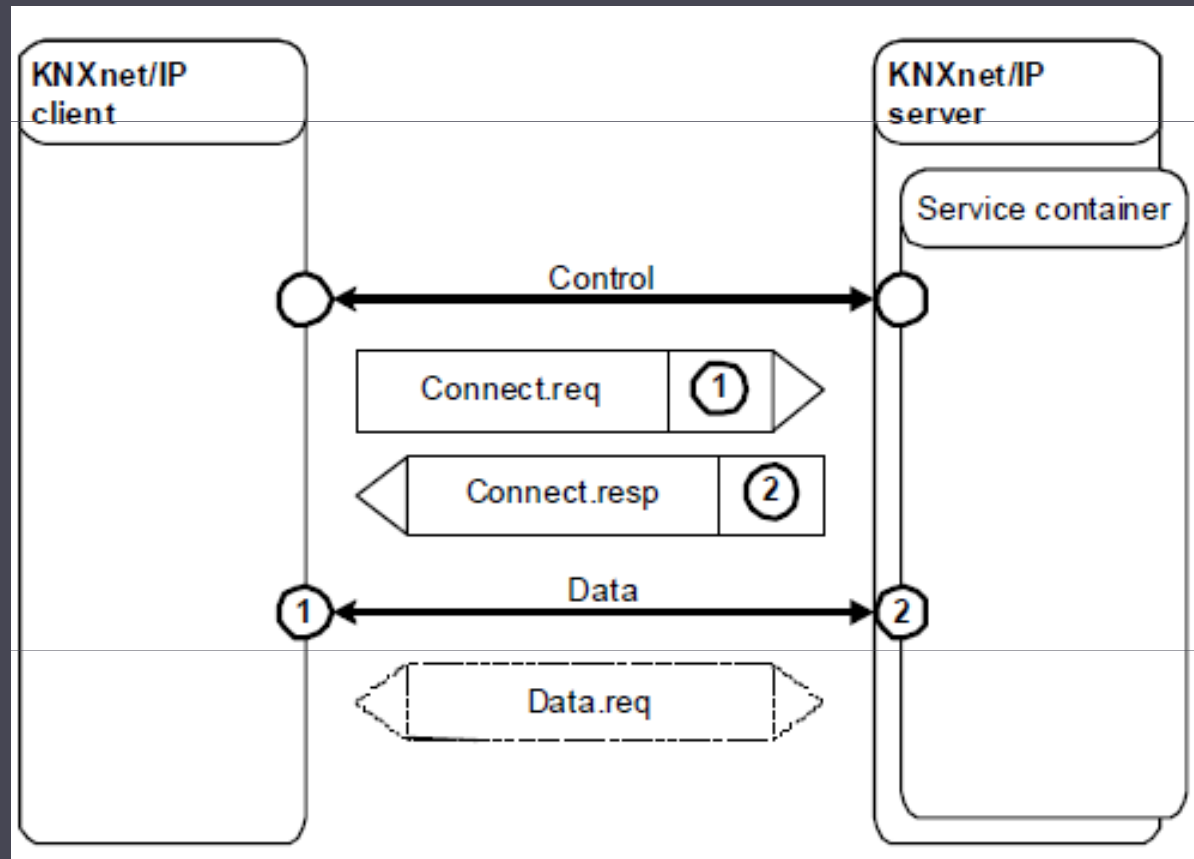 KNXnet/IP
client
KNXnet/IP
server
Service container
Control
Connect.req 1
Connect.resp 2
Data
1
2
Data.req